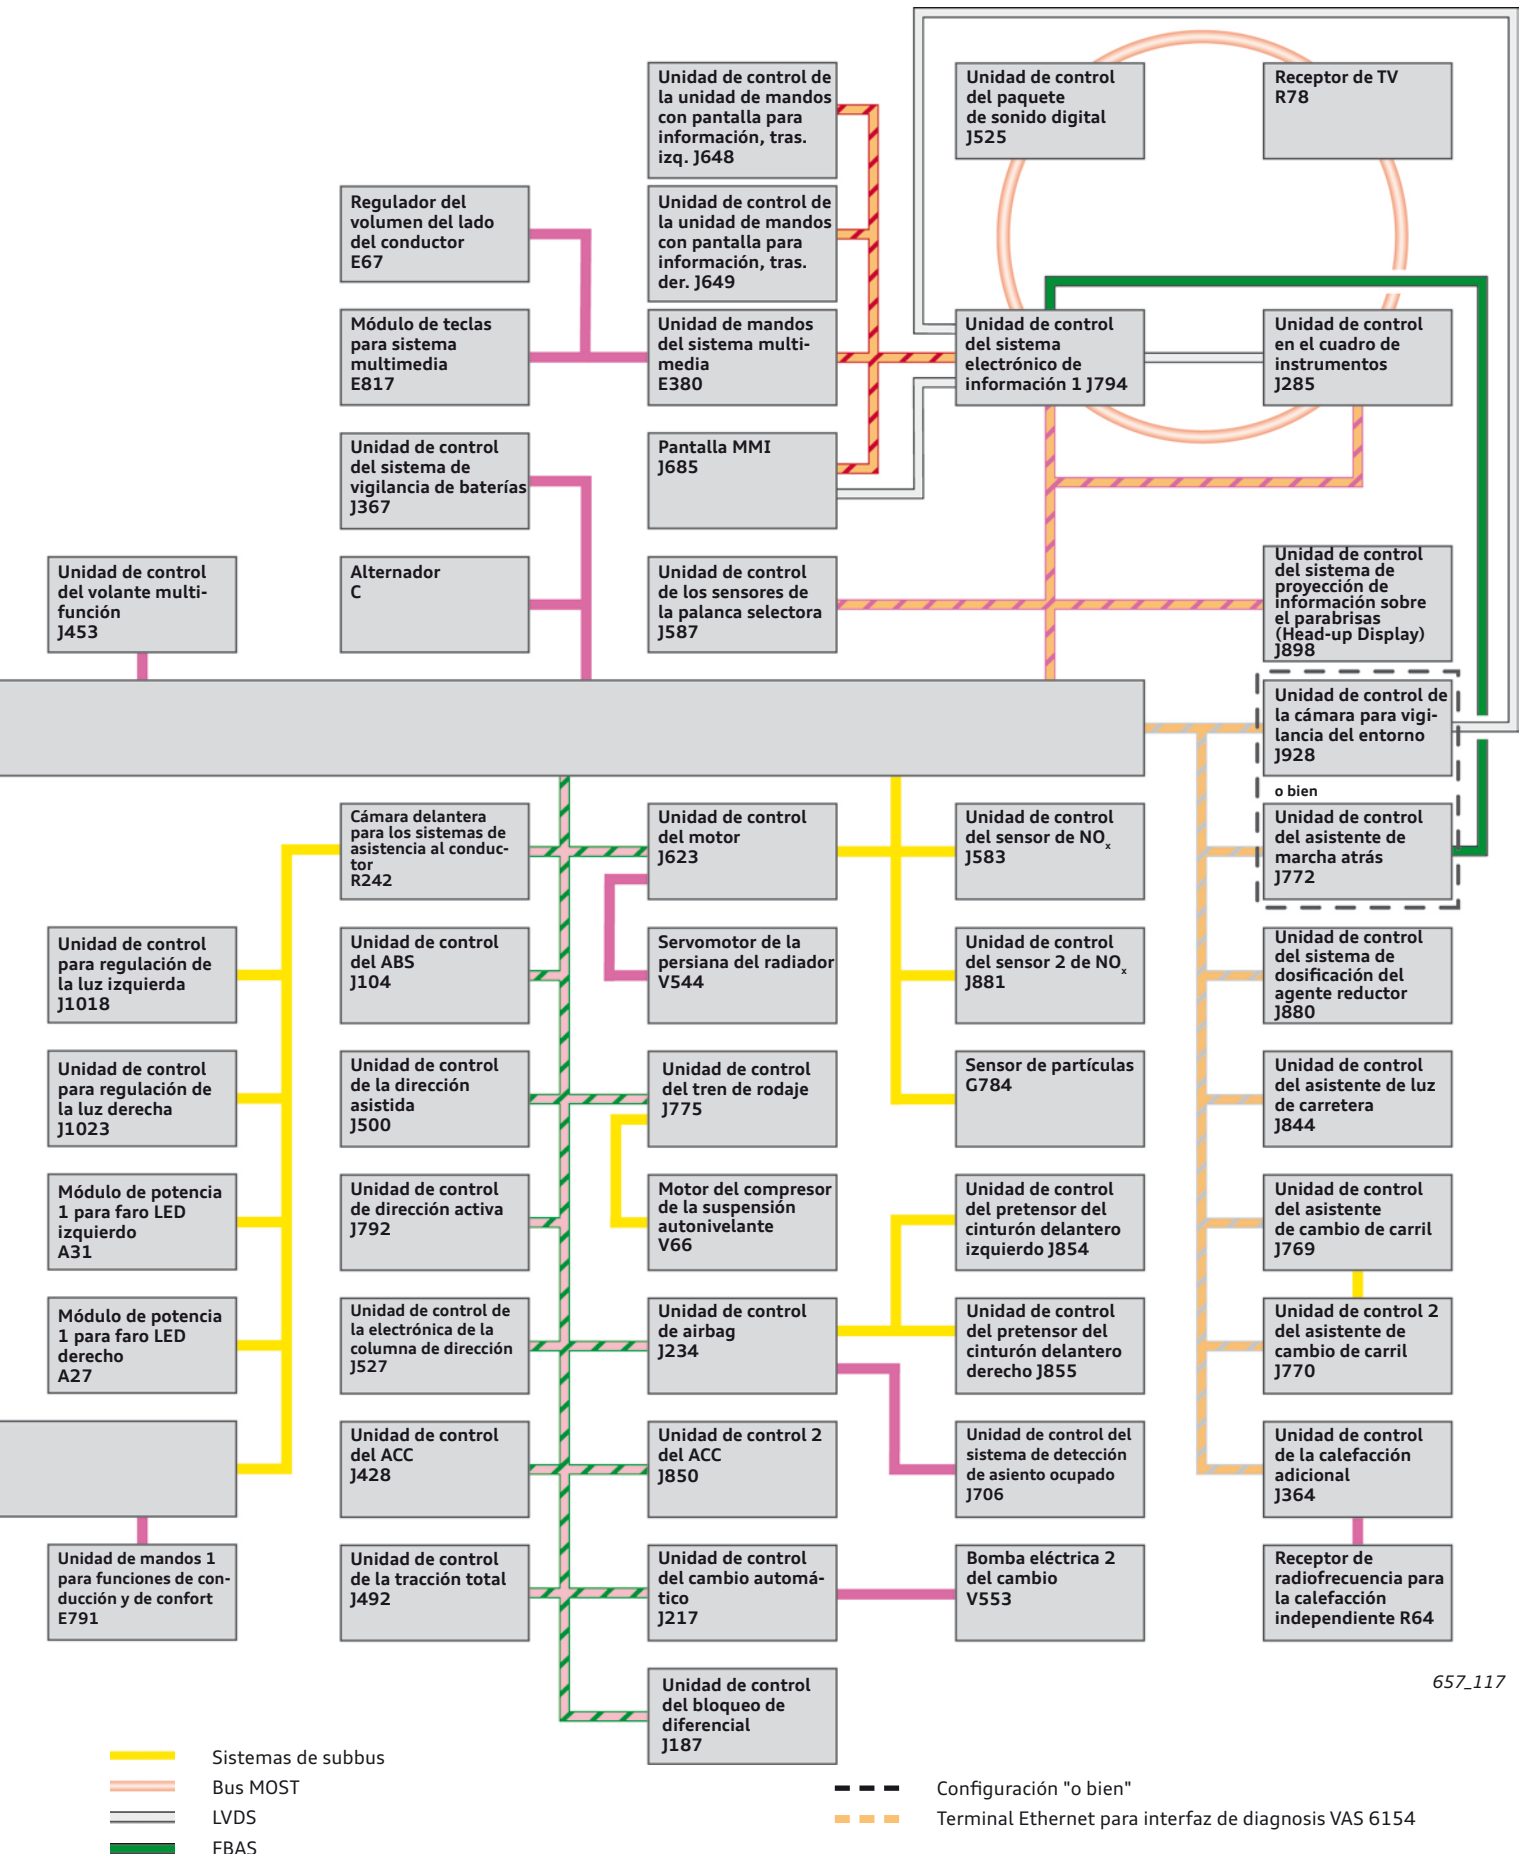 Unidad de control de
la unidad de mandos
con pantalla para
información, tras.
izq. J648
Unidad de control
del paquete
de sonido digital
J525
Receptor de TV
R78
Regulador del
volumen del lado
del conductor
E67
Unidad de control de
la unidad de mandos
con pantalla para
información, tras.
der. J649
Módulo de teclas
para sistema
multimedia
E817
Unidad de mandos
del sistema multi-
media
E380
Unidad de control
del sistema
electrónico de
información 1 J794
Unidad de control
en el cuadro de
instrumentos
J285
Unidad de control
del sistema de
vigilancia de baterías
J367
Pantalla MMI
J685
Unidad de control
del volante multi-
función
J453
Alternador
C
Unidad de control
de los sensores de
la palanca selectora
J587
Unidad de control
del sistema de
proyección de
información sobre
el parabrisas
(Head-up Display)
J898
Unidad de control de
la cámara para vigi-
lancia del entorno
J928
o bien
Cámara delantera
para los sistemas de
asistencia al conduc-
tor
R242
Unidad de control
del motor
J623
Unidad de control
del sensor de NOx
J583
Unidad de control
del asistente de
marcha atrás
J772
Unidad de control
para regulación de
la luz izquierda
J1018
Unidad de control
del ABS
J104
Servomotor de la
persiana del radiador
V544
Unidad de control
del sensor 2 de NOx
J881
Unidad de control
del sistema de
dosificación del
agente reductor
J880
Unidad de control
para regulación de
la luz derecha
J1023
Unidad de control
de la dirección
asistida
J500
Unidad de control
del tren de rodaje
J775
Sensor de partículas
G784
Unidad de control
del asistente de luz
de carretera
J844
Módulo de potencia
1 para faro LED
izquierdo
A31
Unidad de control
de dirección activa
J792
Motor del compresor
de la suspensión
autonivelante
V66
Unidad de control
del pretensor del
cinturón delantero
izquierdo J854
Unidad de control
del asistente
de cambio de carril
J769
Módulo de potencia
1 para faro LED
derecho
A27
Unidad de control de
la electrónica de la
columna de dirección
J527
Unidad de control
de airbag
J234
Unidad de control
del pretensor del
cinturón delantero
derecho J855
Unidad de control 2
del asistente de
cambio de carril
J770
Unidad de control
del ACC
J428
Unidad de control 2
del ACC
J850
Unidad de control del
sistema de detección
de asiento ocupado
J706
Unidad de control
de la calefacción
adicional
J364
Unidad de mandos 1
para funciones de con-
ducción y de confort
E791
Unidad de control
de la tracción total
J492
Unidad de control
del cambio automá-
tico
J217
Bomba eléctrica 2
del cambio
V553
Receptor de
radiofrecuencia para
la calefacción
independiente R64
Unidad de control
del bloqueo de
diferencial
J187
657_117
Sistemas de subbus
Bus MOST
LVDS
FBAS
Configuración "o bien"
Terminal Ethernet para interfaz de diagnosis VAS 6154